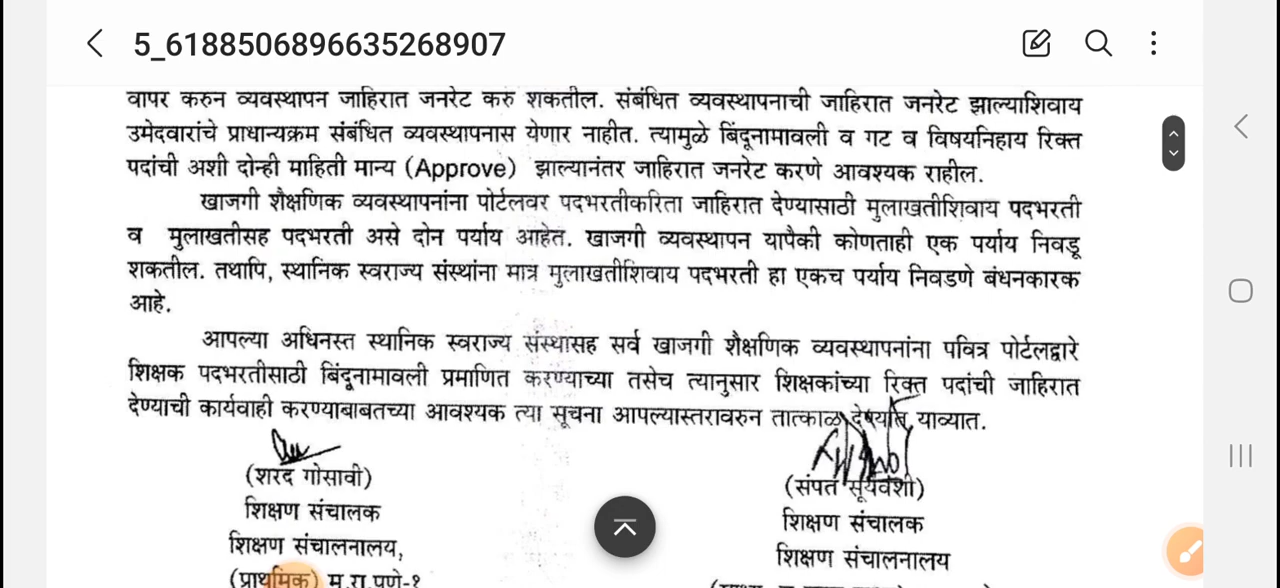 5_6188506896635268907
वापर करुन व्यवस्थापन जाहिरात जनरेट करु शकतील. संबंधित व्यवस्थापनाची जाहिरात जनरेट झाल्याशिवाय
उमेदवारांचे प्राधान्यक्रम संबंधित व्यवस्थापनास येणार नाहीत. त्यामुळे बिंदूनामावली व गट व विषयनिहाय रिक्त
पदांची अशी दोन्ही माहिती मान्य (Approve) झाल्यानंतर जाहिरात जनरेट करणे आवश्यक राहील.
खाजगी शैक्षणिक व्यवस्थापनांना पोर्टलवर पदभरतीकरिता जाहिरात देण्यासाठी मुलाखतीशिवाय पदभरती
व मुलाखतीसह पदभरती असे दोन पर्याय आहेत. खाजगी व्यवस्थापन यापैकी कोणताही एक पर्याय निवडू
शकतील. तथापि, स्थानिक स्वराज्य संस्थांना मात्र मुलाखतीशिवाय पदभरती हा एकच पर्याय निवडणे बंधनकारक
आहे.
आपल्या अधिनस्त स्थानिक स्वराज्य संस्थासह सर्व खाजगी शैक्षणिक व्यवस्थापनांना पवित्र पोर्टलद्वारे
शिक्षक पदभरतीसाठी बिंदूनामावली प्रमाणित करण्याच्या तसेच त्यानुसार शिक्षकांच्या रिक्त पदांची जाहिरात
देण्याची कार्यवाही करण्याबाबतच्या आवश्यक त्या सूचना आपल्यास्तरावरुन तात्काळ देण्यात याव्यात.
(शरद गोसावी)
शिक्षण संचालक
शिक्षण संचालनालय,
(प्राथमिक) म.रा.पुणे-१
(संपत सूर्यवंशी)
शिक्षण संचालक
शिक्षण संचालनालय